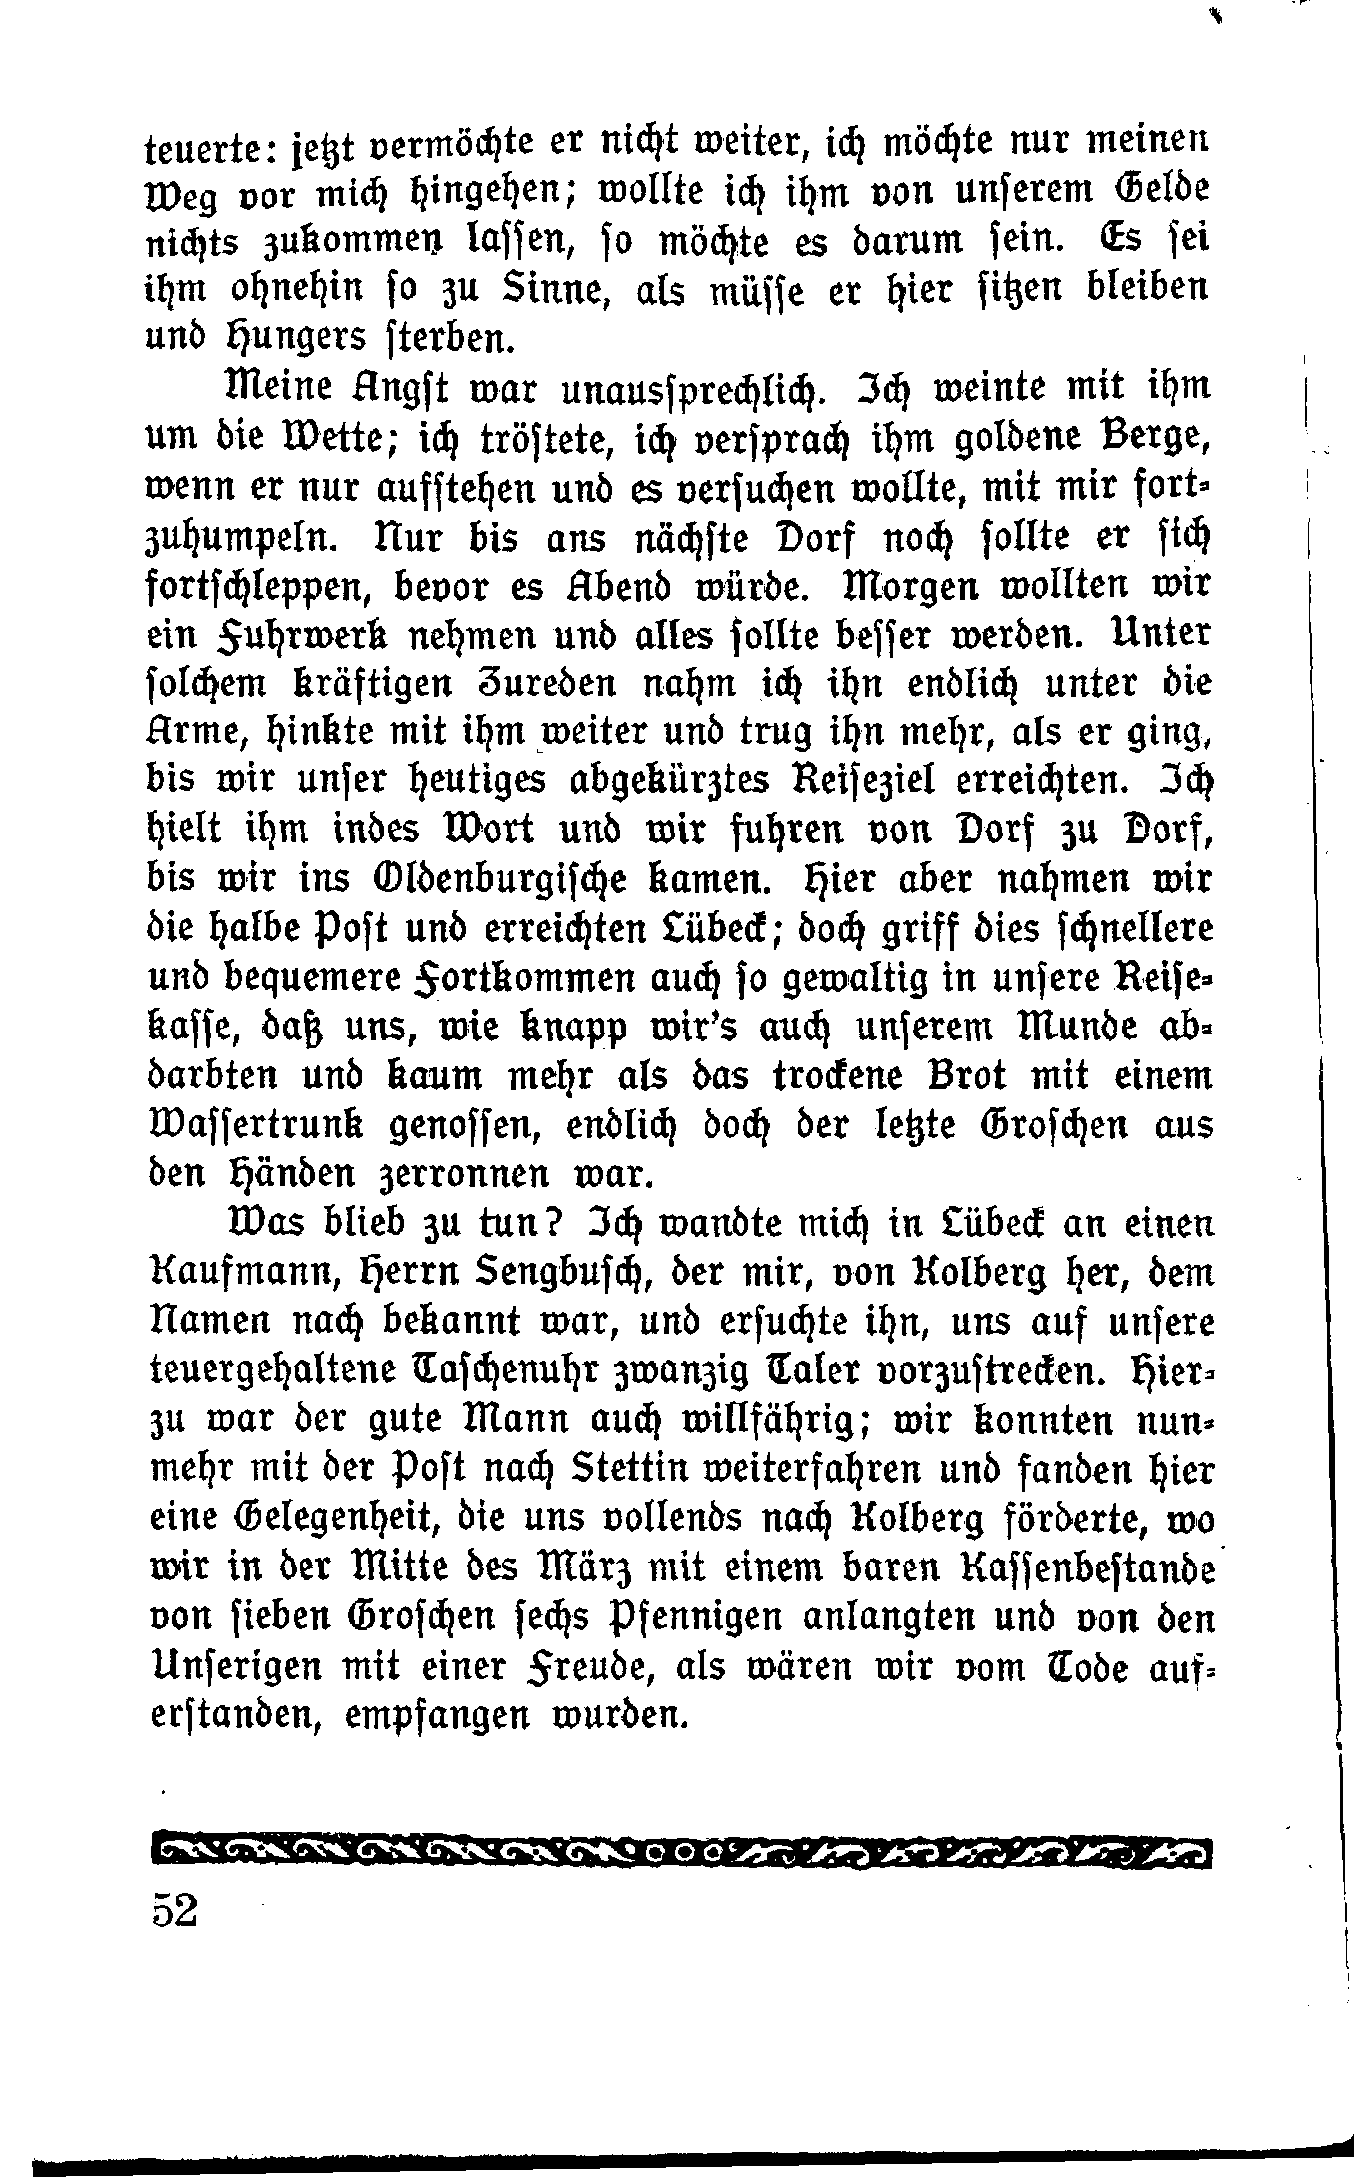 teuerte: jetzt vermöchte er nicht weiter, ich möchte nur meinen
Weg vor mich hingehen; wollte ich ihm von unserem Gelde
nichts zukommen lassen, so möchte es darum sein. Es sei
ihm ohnehin so zu Sinne, als müsse er hier sitzen bleiben
und Hungers sterben.
Meine Angst war unaussprechlich. Ich weinte mit ihm
um die Wette; ich tröstete, ich versprach ihm goldene Berge,
wenn er nur aufstehen und es versuchen wollte, mit mir fort-
zuhumpeln. Nur bis ans nächste Dorf noch sollte er sich
fortschleppen, bevor es Abend würde. Morgen wollten wir
ein Fuhrwerk nehmen und alles sollte besser werden. Unter
solchem kräftigen Zureden nahm ich ihn endlich unter die
Arme, hinkte mit ihm weiter und trug ihn mehr, als er ging,
bis wir unser heutiges abgekürztes Reiseziel erreichten. Ich
hielt ihm indes Wort und wir fuhren von Dorf zu Dorf,
bis wir ins Oldenburgische kamen. Hier aber nahmen wir
die halbe Post und erreichten Lübeck; doch griff dies schnellere
und bequemere Fortkommen auch so gewaltig in unsere Reise-
kasse, daß uns, wie knapp wir's auch unserem Munde ab-
darbten und kaum mehr als das trockene Brot mit einem
Wassertrunk genossen, endlich doch der letzte Groschen aus
den Händen zerronnen war.
Was blieb zu tun? Ich wandte mich in Lübeck an einen
Kaufmann, Herrn Sengbusch, der mir, von Kolberg her, dem
Namen nach bekannt war, und ersuchte ihn, uns auf unsere
teuergehaltene Taschenuhr zwanzig Taler vorzustrecken. Hier-
zu war der gute Mann auch willfährig; wir konnten nun-
mehr mit der Post nach Stettin weiterfahren und fanden hier
eine Gelegenheit, die uns vollends nach Kolberg förderte, wo
wir in der Mitte des März mit einem baren Kassenbestande
von sieben Groschen sechs Pfennigen anlangten und von den
Unserigen mit einer Freude, als wären wir vom Tode auf-
erstanden, empfangen wurden.
52